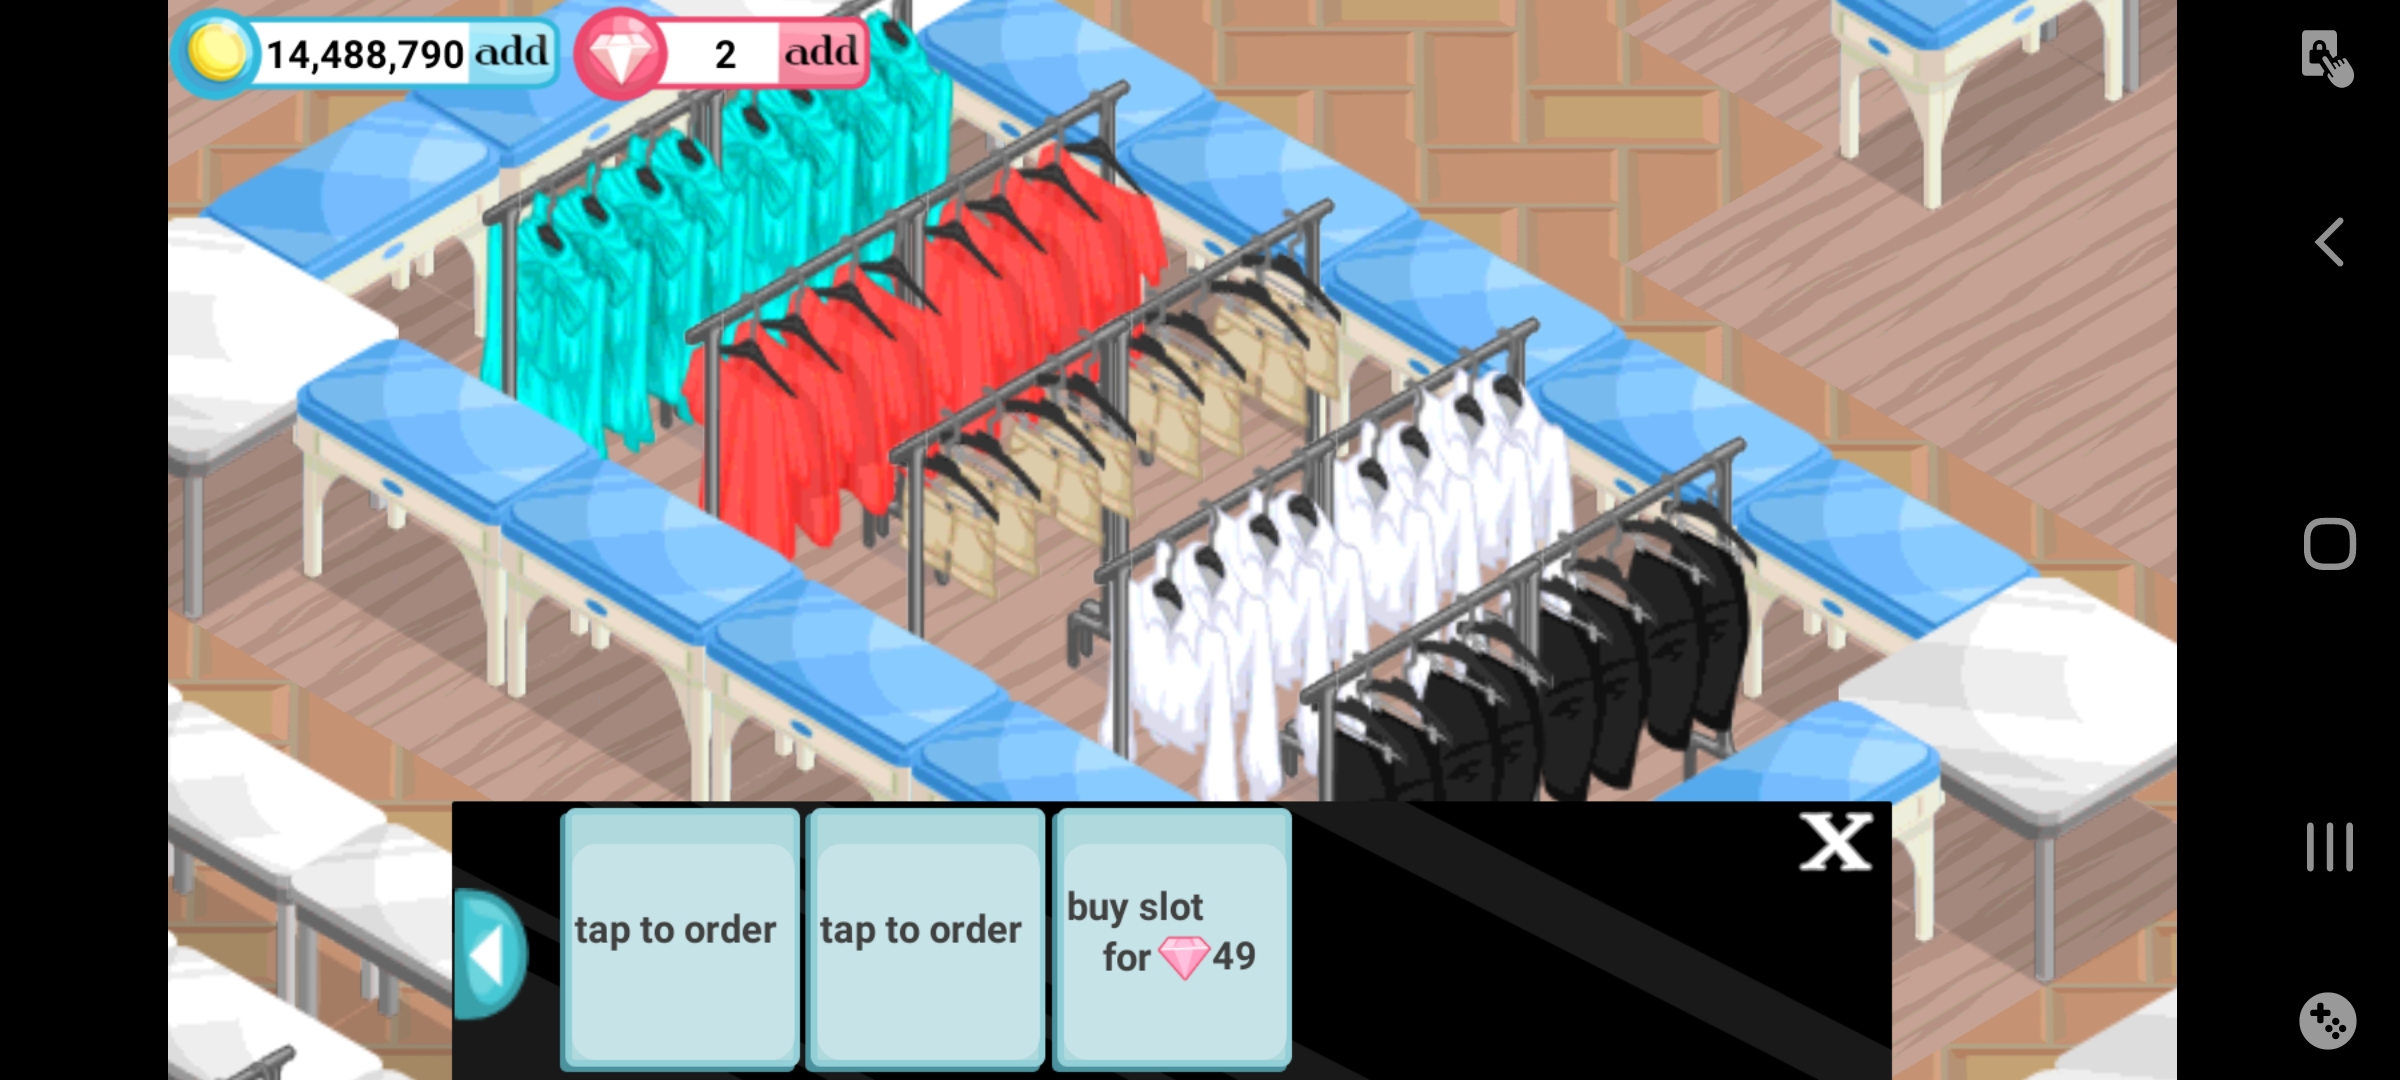 14,488,790 add 2 add
X
tap to order
tap to order
buy slot
for 49